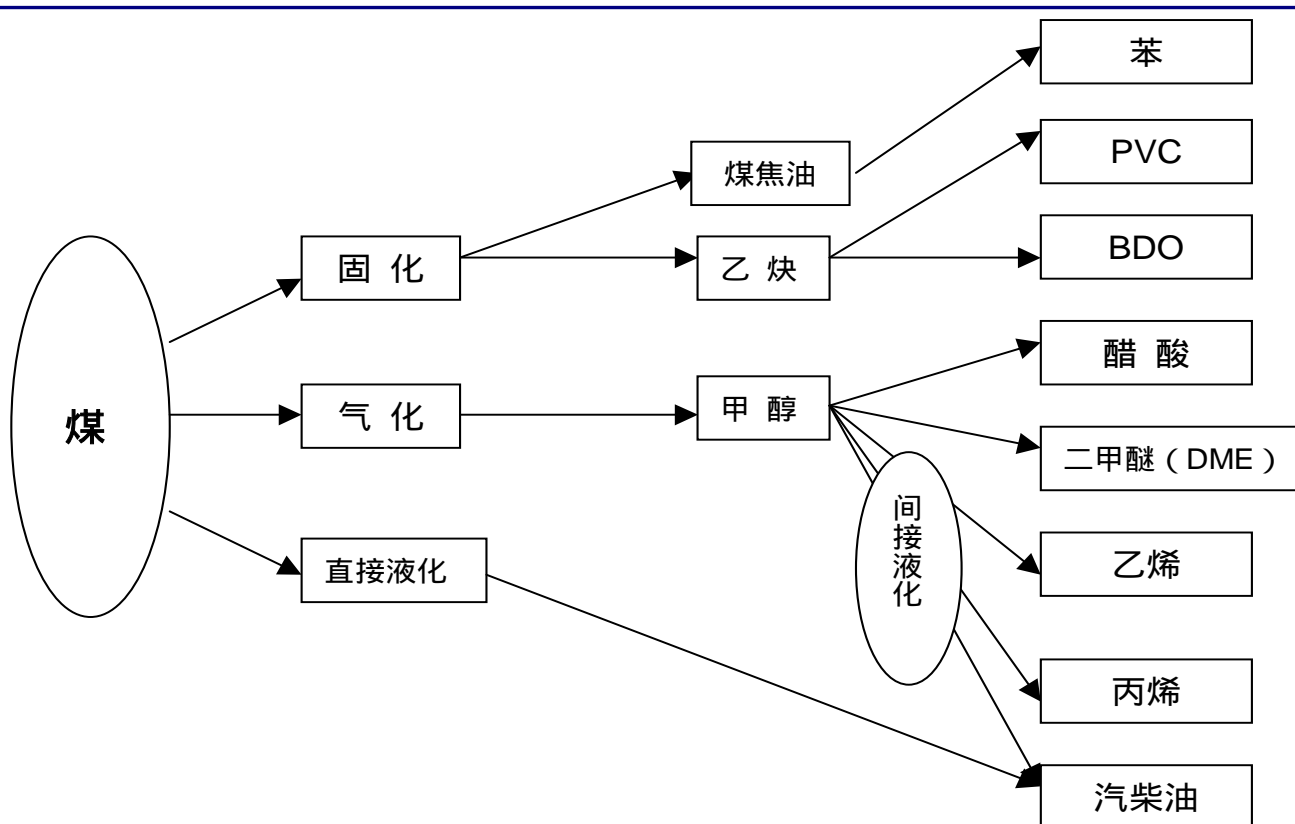 苯
煤焦油
PVC
固 化
乙 炔
BDO
醋 酸
气 化
甲 醇
煤
二甲醚（DME）
间
接
液
化
乙烯
直接液化
丙烯
汽柴油